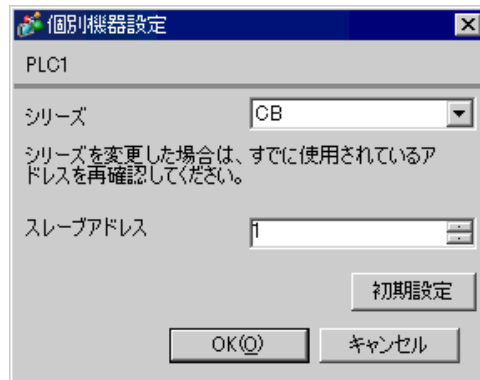 個別機器設定
PLC1
シリーズ
CB
シリーズを変更した場合は、すでに使用されているア
ドレスを再確認してください。
スレーブアドレス
1
初期設定
OK(O)
キャンセル